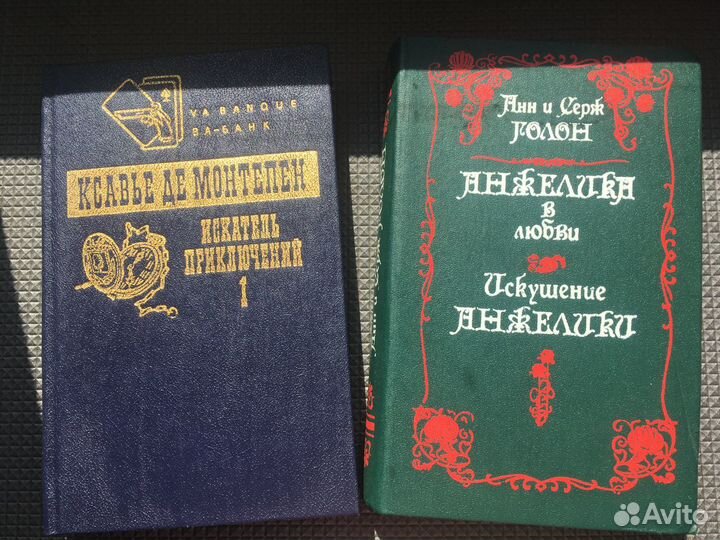 VA BANQUE
ВА-БАНК
КСАВЬЕ ДЕ МОНТЕПЕН
ИСКАТЕЛЬ
ПРИКЛЮЧЕНИЙ
1
Анн и Серж
ГОЛОН
АНЖЕЛИКА
в
любви
Искушение
АНЖЕЛИКИ
Avito